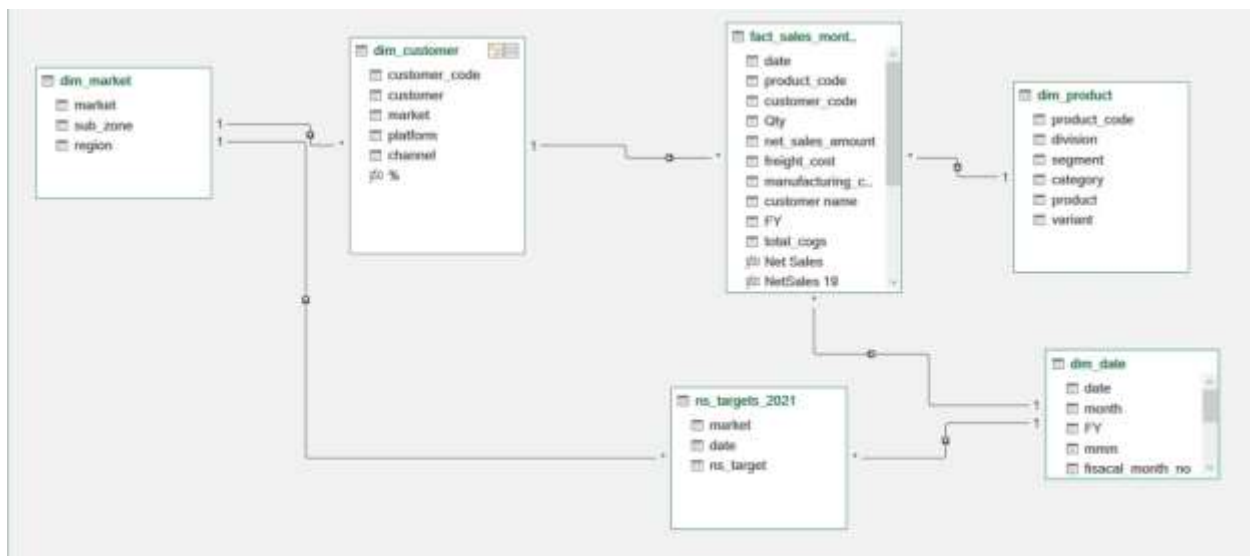 dim_market
market
sub_zone
region
dim_customer
customer_code
customer
market
platform
channel
%
fact_sales_mont..
date
product_code
customer_code
Qty
net_sales_amount
freight_cost
manufacturing_c..
customer name
FY
total_cogs
fx Net Sales
fx NetSales 19
dim_product
product_code
division
segment
category
product
variant
ns_targets_2021
market
date
ns_target
dim_date
date
month
FY
mmm
fisacal_month_no
1
1
*
1
*
*
1
*
1
1
*
*